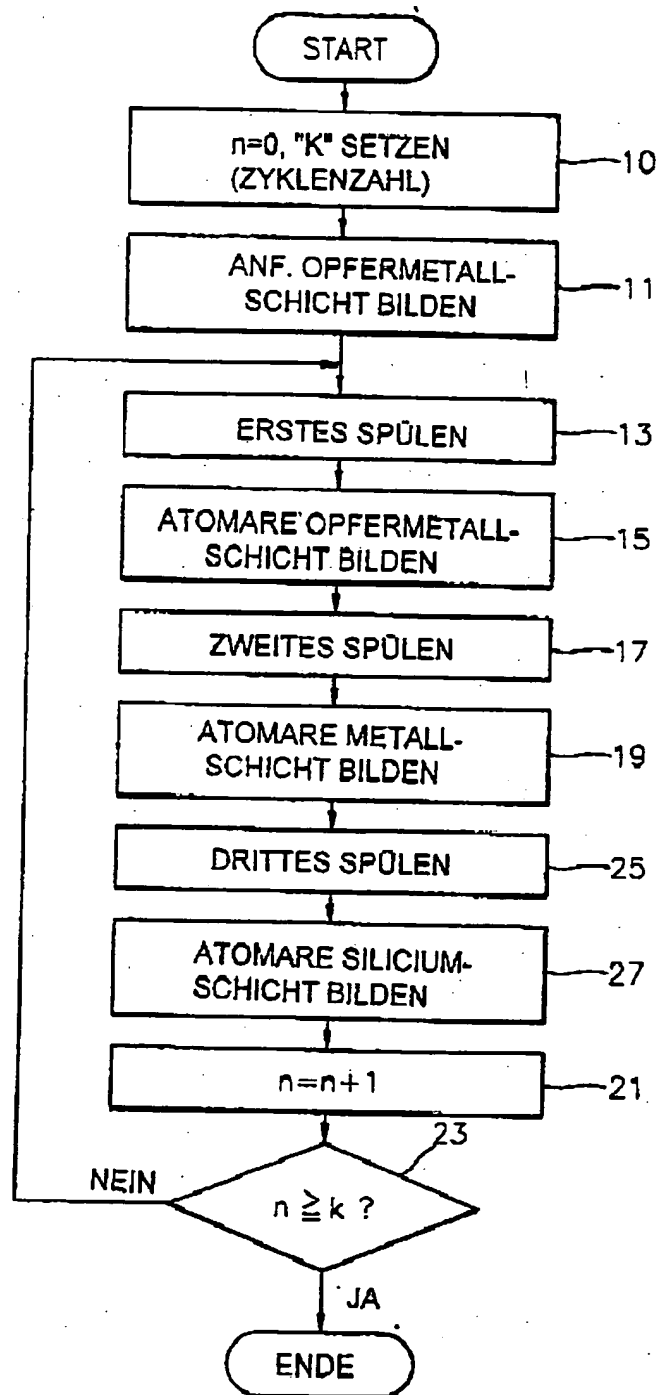 START
n=0, "K" SETZEN
(ZYKLENZAHL)
10
ANF. OPFERMETALL-
SCHICHT BILDEN
11
ERSTES SPÜLEN
13
ATOMARE OPFERMETALL-
SCHICHT BILDEN
15
ZWEITES SPÜLEN
17
ATOMARE METALL-
SCHICHT BILDEN
19
DRITTES SPÜLEN
25
ATOMARE SILICIUM-
SCHICHT BILDEN
27
n=n+1
21
23
NEIN
n ≧ k ?
JA
ENDE